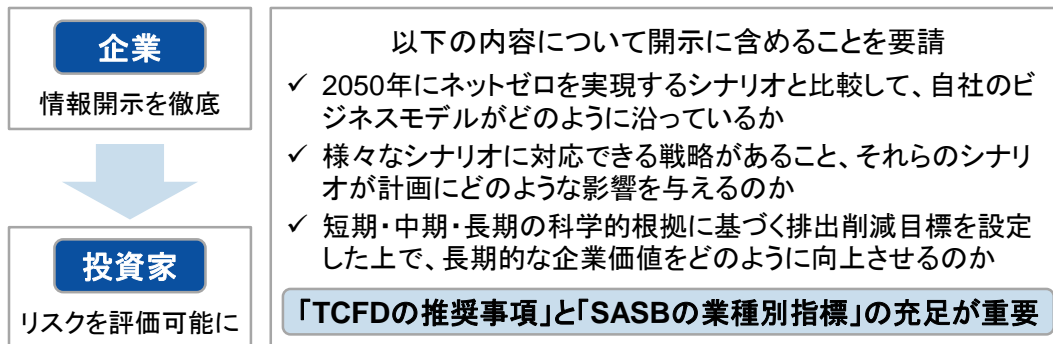 企業
情報開示を徹底
投資家
リスクを評価可能に
以下の内容について開示に含めることを要請
✓ 2050年にネットゼロを実現するシナリオと比較して、自社のビ
ジネスモデルがどのように沿っているか
✓ 様々なシナリオに対応できる戦略があること、それらのシナリ
オが計画にどのような影響を与えるのか
✓ 短期・中期・長期の科学的根拠に基づく排出削減目標を設定
した上で、長期的な企業価値をどのように向上させるのか
「TCFDの推奨事項」と「SASBの業種別指標」の充足が重要